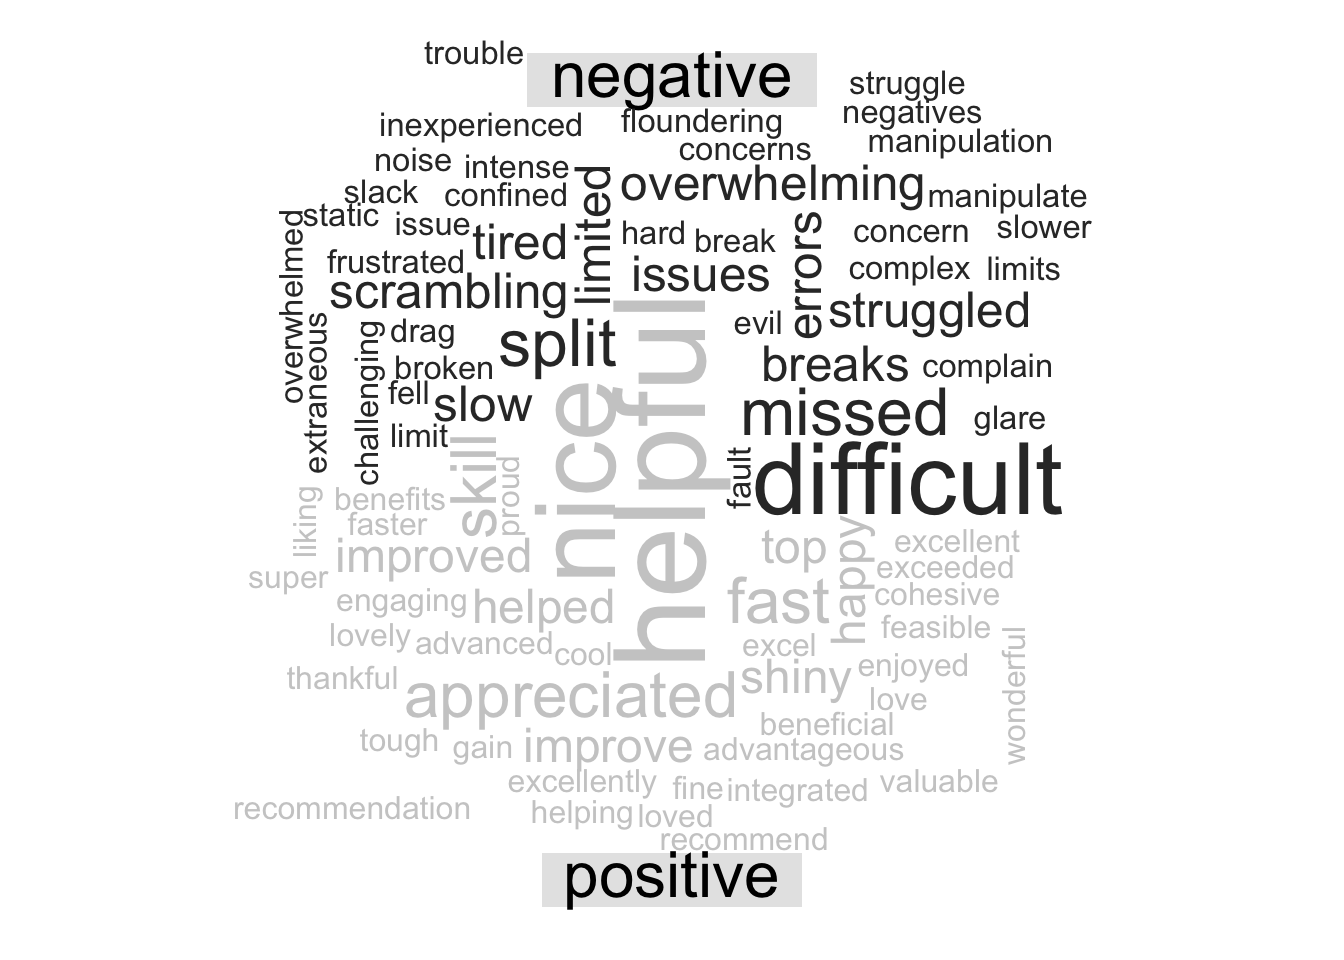 trouble
negative
struggle
negatives
inexperienced
floundering
manipulation
concerns
noise
intense
overwhelming
manipulate
slack
confined
limited
static
issue
tired
hard
break
errors
concern
slower
overwhelmed
frustrated
issues
complex
limits
scrambling
struggled
extraneous
challenging
drag
split
evil
broken
breaks
complain
fell
slow
missed
glare
limit
difficult
fault
helpful
nice
skill
proud
liking
benefits
faster
improved
top
happy
excellent
exceeded
super
engaging
helped
fast
cohesive
lovely
advanced
cool
excel
feasible
wonderful
thankful
appreciated
shiny
enjoyed
love
beneficial
tough
gain
improve
advantageous
excellently
fine
integrated
valuable
recommendation
helping
loved
recommend
positive